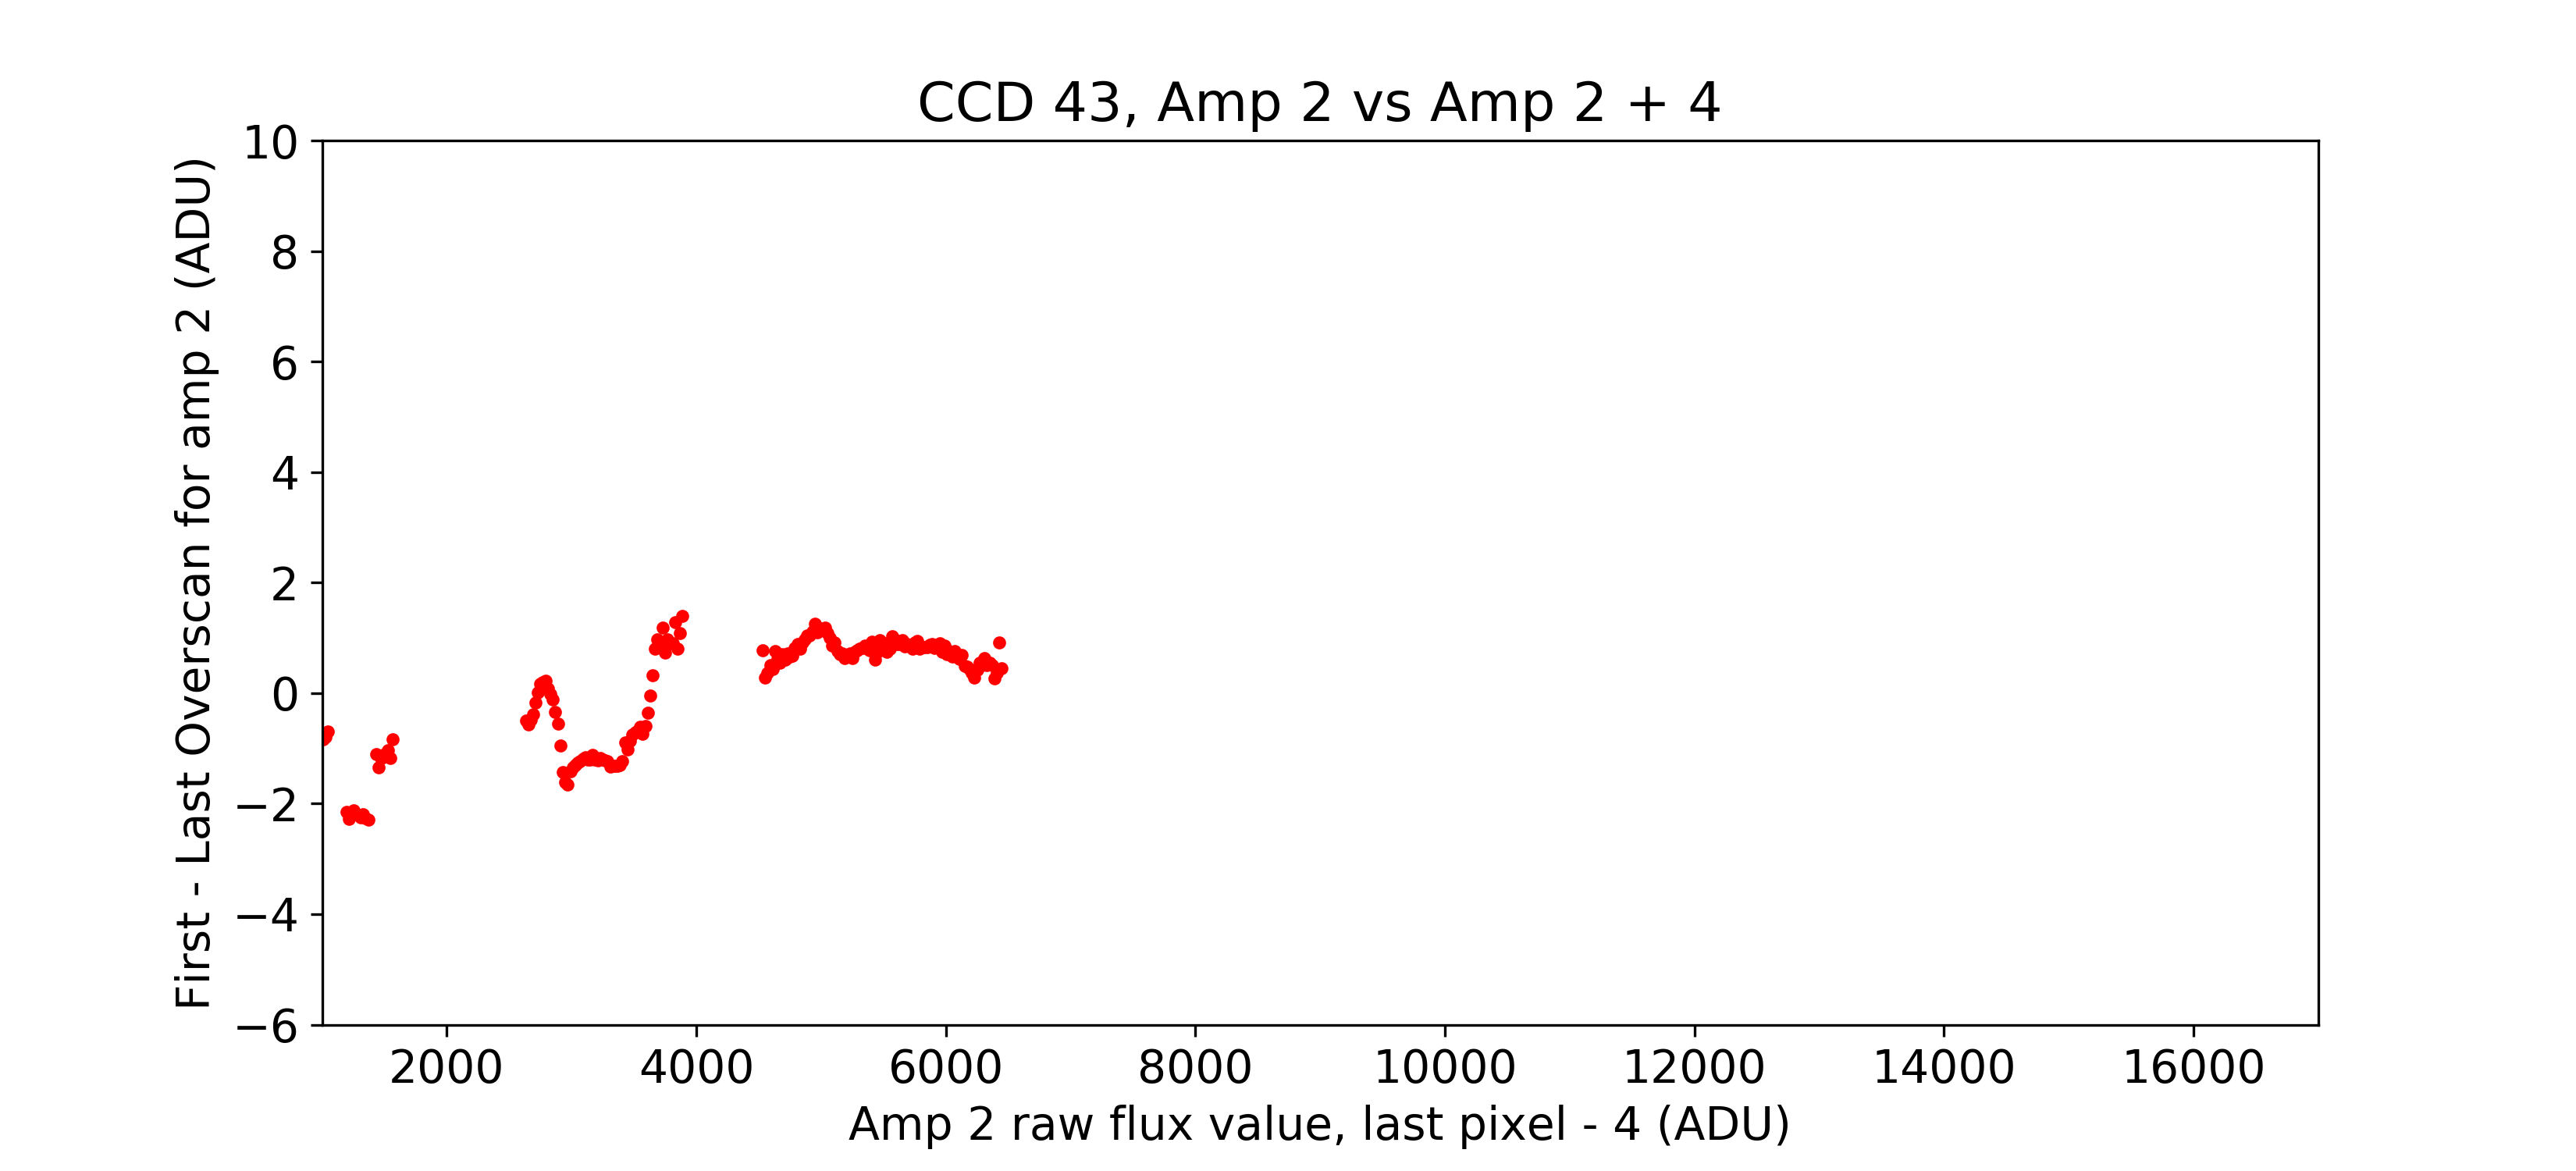 CCD 43, Amp 2 vs Amp 2 + 4
First - Last Overscan for amp 2 (ADU)
10
8
6
4
2
0
−2
−4
−6
2000 4000 6000 8000 10000 12000 14000 16000
Amp 2 raw flux value, last pixel - 4 (ADU)